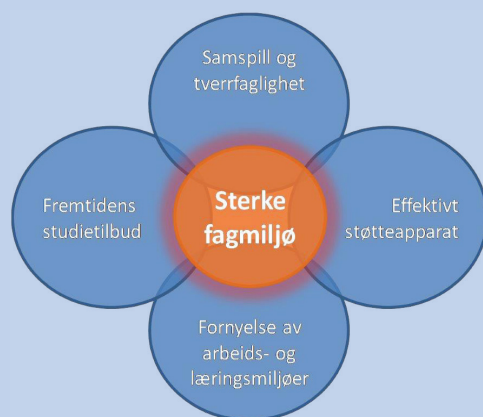 Samspill og
tverrfaglighet
Fremtidens
studietilbud
Sterke
fagmiljø
Effektivt
støtteapparat
Fornyelse av
arbeids- og
læringsmiljøer